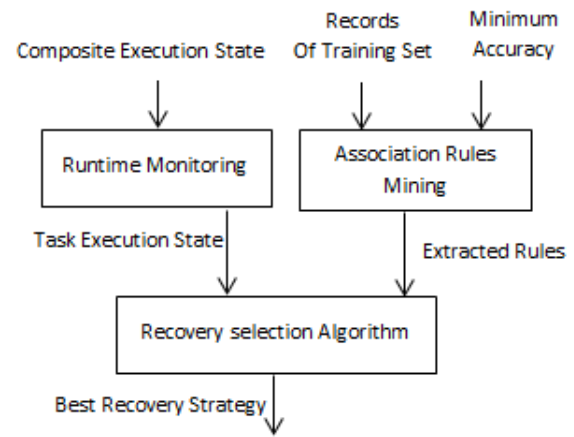 Composite Execution State
Records
Of Training Set
Minimum
Accuracy
Runtime Monitoring
Association Rules
Mining
Task Execution State
Extracted Rules
Recovery selection Algorithm
Best Recovery Strategy